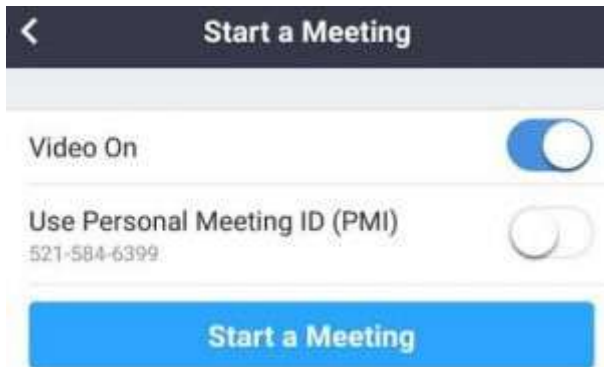 Start a Meeting
Video On
Use Personal Meeting ID (PMI)
521-584-6399
Start a Meeting